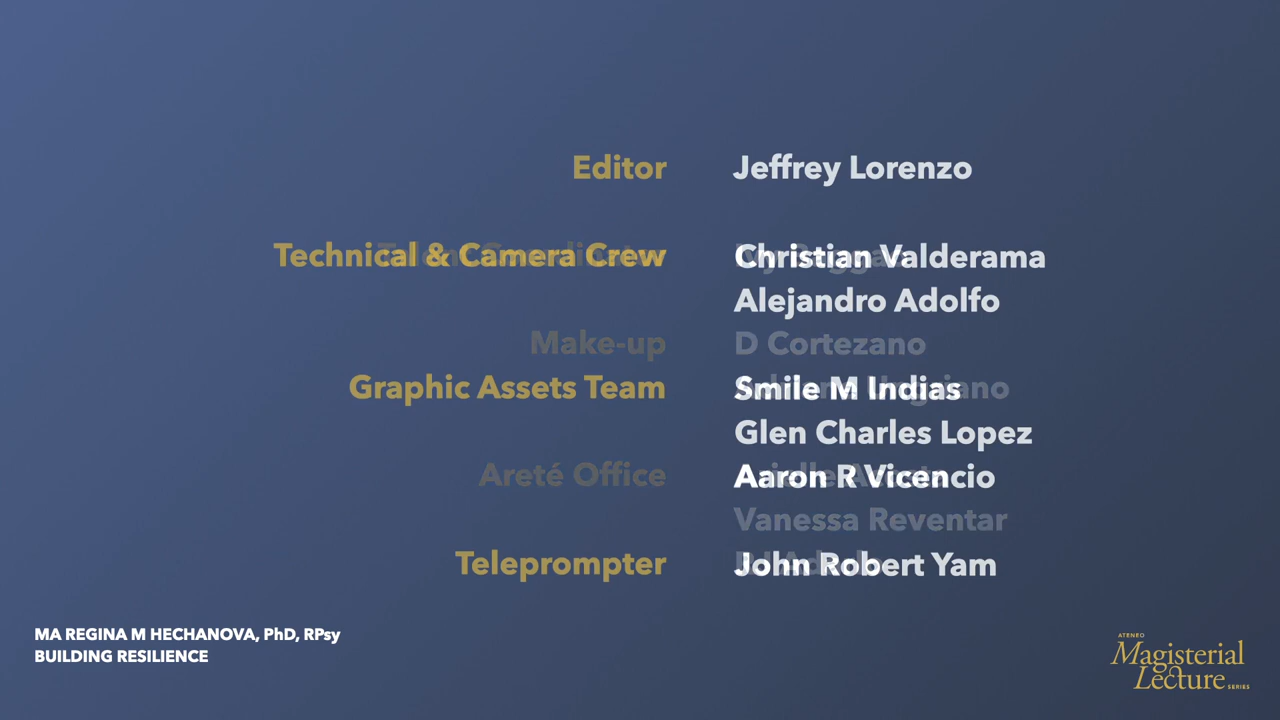 Editor Jeffrey Lorenzo
Technical & Camera Crew Christian Valderama
Alejandro Adolfo
Make-up D Cortezano
Graphic Assets Team Smile M Indias
Glen Charles Lopez
Areté Office Aaron R Vicencio
Vanessa Reventar
Teleprompter John Robert Yam
MA REGINA M HECHANOVA, PhD, RPsy
BUILDING RESILIENCE
ATENEO
Magisterial
Lecture SERIES